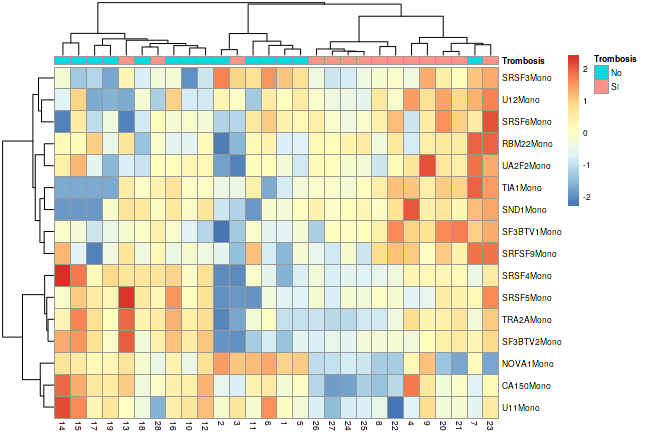 Trombosis
SRSF3Mono
U12Mono
SRSF6Mono
RBM22Mono
UA2F2Mono
TIA1Mono
SND1Mono
SF3BTV1Mono
SRFSF9Mono
SRSF4Mono
SRSF5Mono
TRA2AMono
SF3BTV2Mono
NOVA1Mono
CA150Mono
U11Mono
14 15 17 19 13 18 28 16 10 12 2 3 11 6 1 5 26 27 24 25 8 22 4 9 20 21 7 23
2
1
0
-1
-2
Trombosis
No
SI